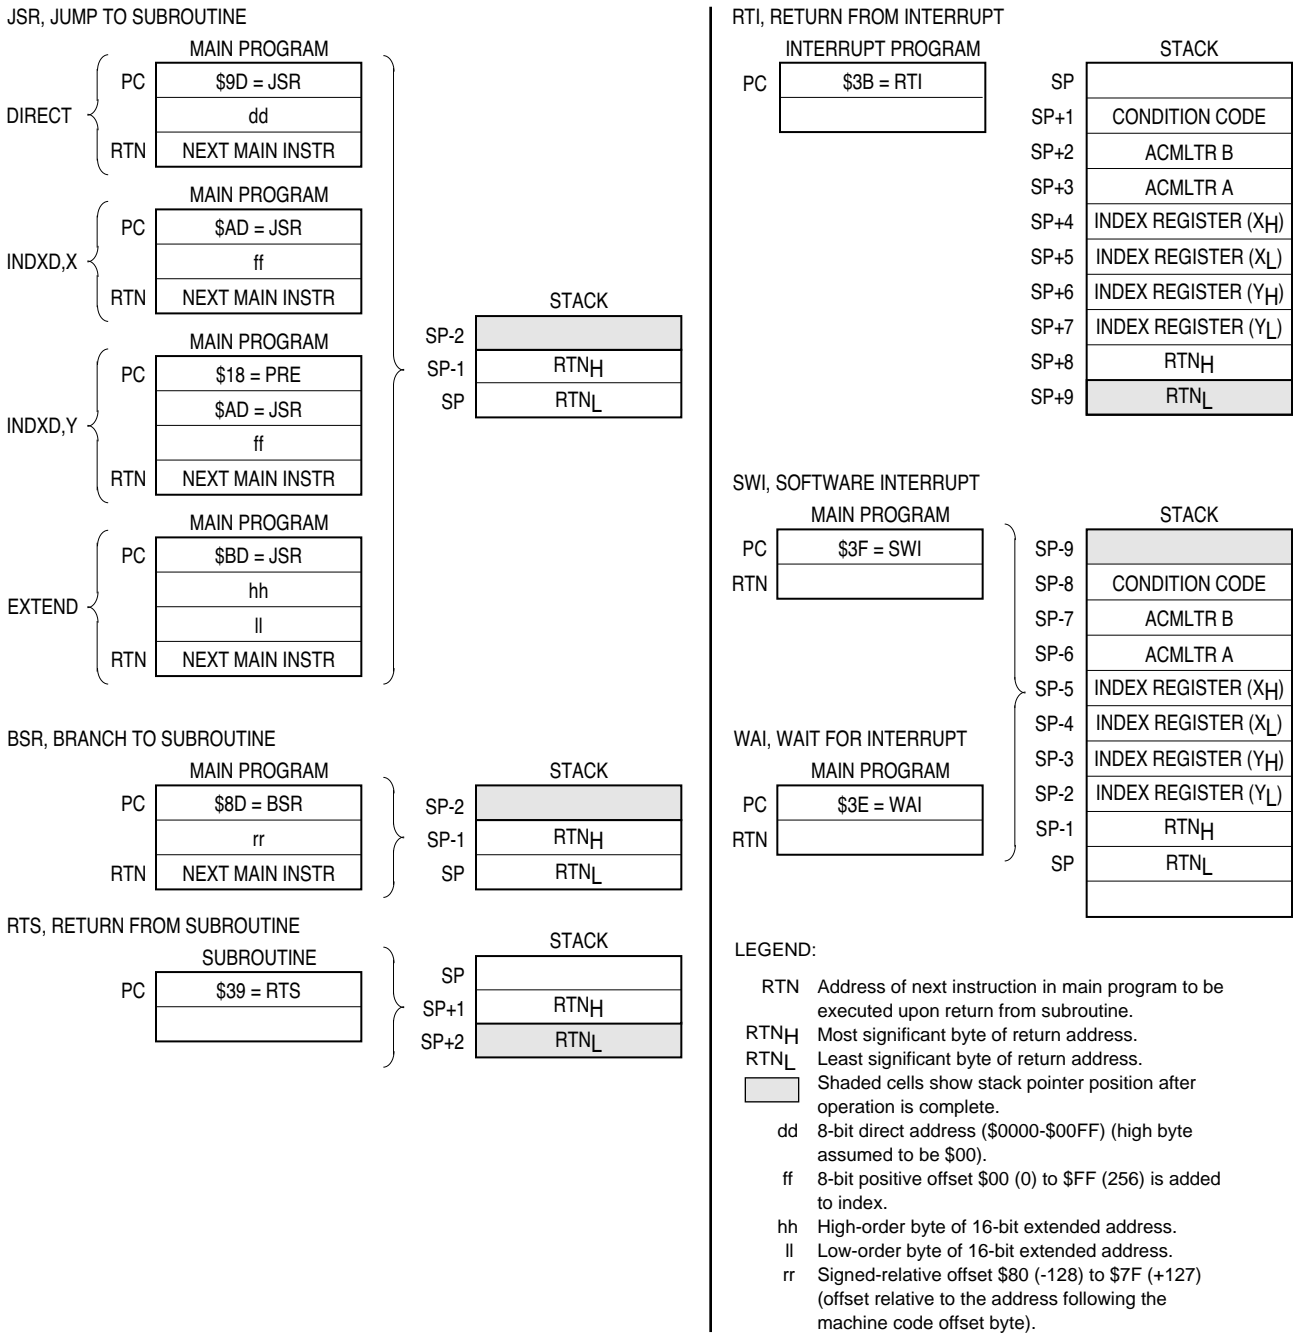 JSR, JUMP TO SUBROUTINE
MAIN PROGRAM
PC $9D = JSR
DIRECT dd
RTN NEXT MAIN INSTR
MAIN PROGRAM
PC $AD = JSR
INDXD,X ff
RTN NEXT MAIN INSTR
MAIN PROGRAM
PC $18 = PRE
$AD = JSR
INDXD,Y ff
RTN NEXT MAIN INSTR
MAIN PROGRAM
PC $BD = JSR
hh
EXTEND ll
RTN NEXT MAIN INSTR
STACK
SP-2
SP-1 RTNH
SP RTNL
BSR, BRANCH TO SUBROUTINE
MAIN PROGRAM
PC $8D = BSR
rr
RTN NEXT MAIN INSTR
STACK
SP-2
SP-1 RTNH
SP RTNL
RTS, RETURN FROM SUBROUTINE
SUBROUTINE
PC $39 = RTS
STACK
SP
SP+1 RTNH
SP+2 RTNL
RTI, RETURN FROM INTERRUPT
INTERRUPT PROGRAM
PC $3B = RTI
STACK
SP
SP+1 CONDITION CODE
SP+2 ACMLTR B
SP+3 ACMLTR A
SP+4 INDEX REGISTER (XH)
SP+5 INDEX REGISTER (XL)
SP+6 INDEX REGISTER (YH)
SP+7 INDEX REGISTER (YL)
SP+8 RTNH
SP+9 RTNL
SWI, SOFTWARE INTERRUPT
MAIN PROGRAM
PC $3F = SWI
RTN
WAI, WAIT FOR INTERRUPT
MAIN PROGRAM
PC $3E = WAI
RTN
STACK
SP-9
SP-8 CONDITION CODE
SP-7 ACMLTR B
SP-6 ACMLTR A
SP-5 INDEX REGISTER (XH)
SP-4 INDEX REGISTER (XL)
SP-3 INDEX REGISTER (YH)
SP-2 INDEX REGISTER (YL)
SP-1 RTNH
SP RTNL
LEGEND:
RTN Address of next instruction in main program to be
executed upon return from subroutine.
RTNH Most significant byte of return address.
RTNL Least significant byte of return address.
Shaded cells show stack pointer position after
operation is complete.
dd 8-bit direct address ($0000-$00FF) (high byte
assumed to be $00).
ff 8-bit positive offset $00 (0) to $FF (256) is added
to index.
hh High-order byte of 16-bit extended address.
ll Low-order byte of 16-bit extended address.
rr Signed-relative offset $80 (-128) to $7F (+127)
(offset relative to the address following the
machine code offset byte).